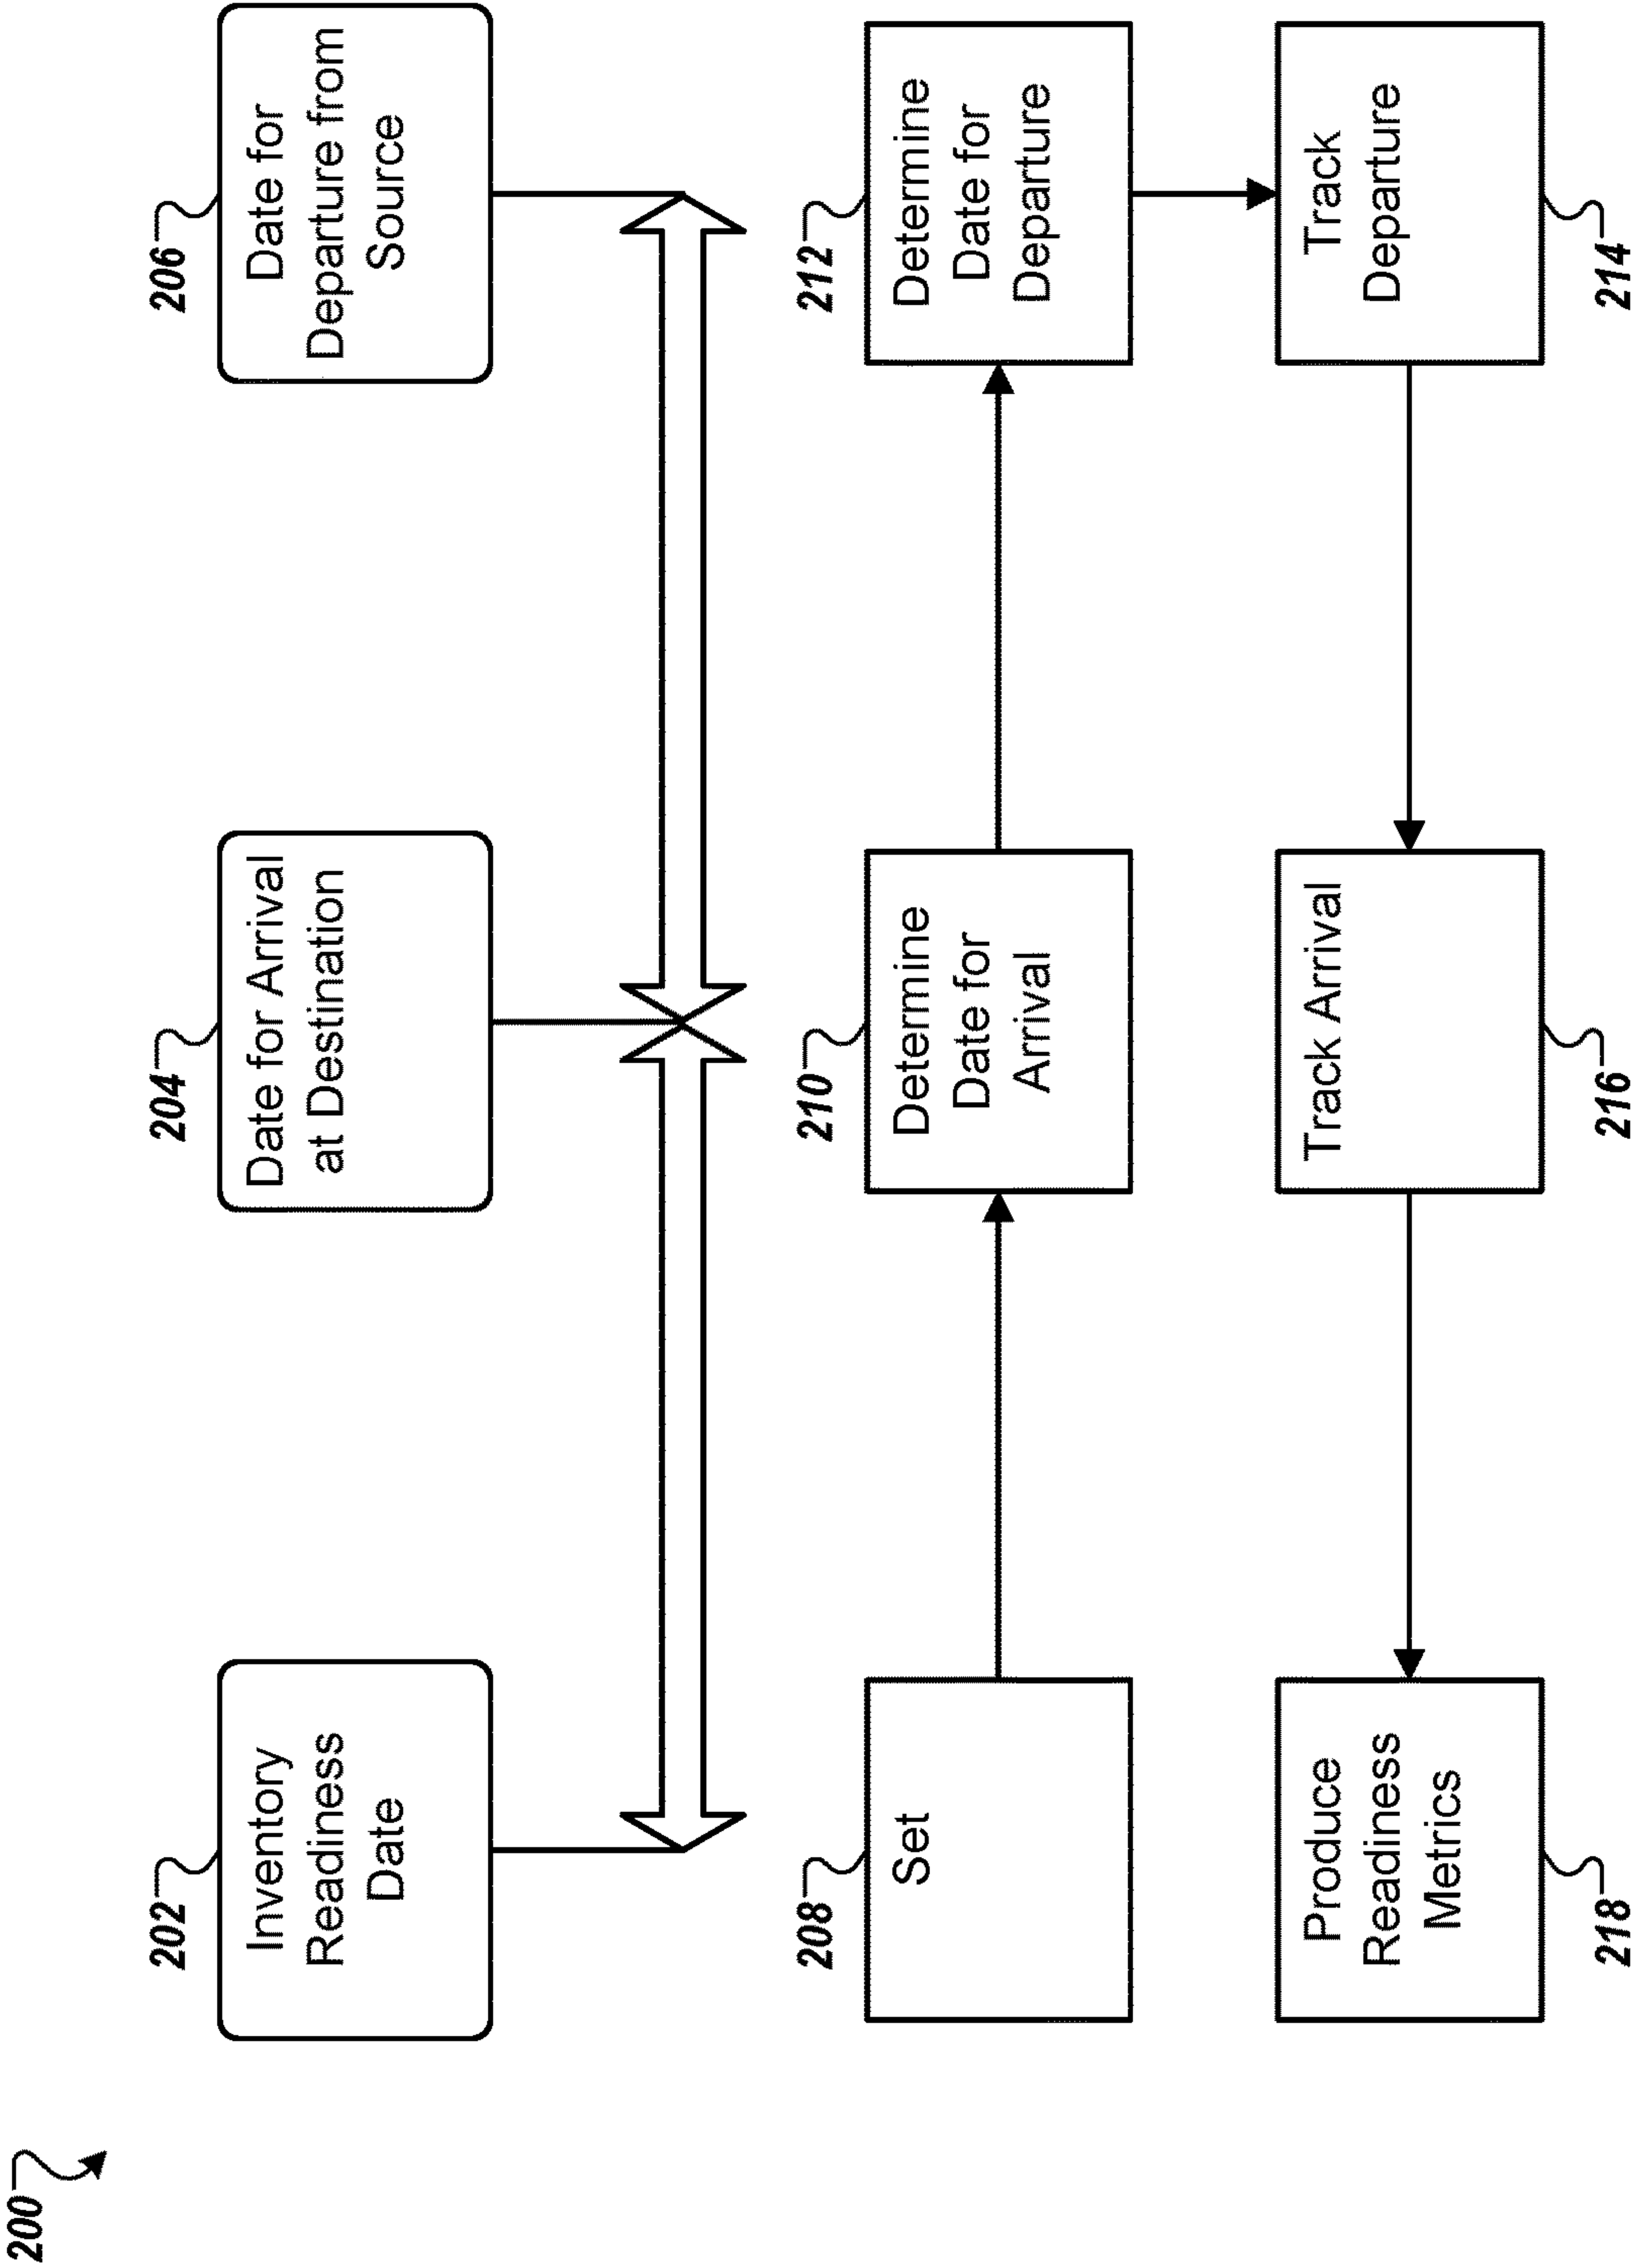 200
202
Inventory
Readiness
Date
204
Date for Arrival
at Destination
206
Date for
Departure from
Source
208
Set
210
Determine
Date for
Arrival
212
Determine
Date for
Departure
Produce
Readiness
Metrics
218
Track Arrival
216
Track
Departure
214